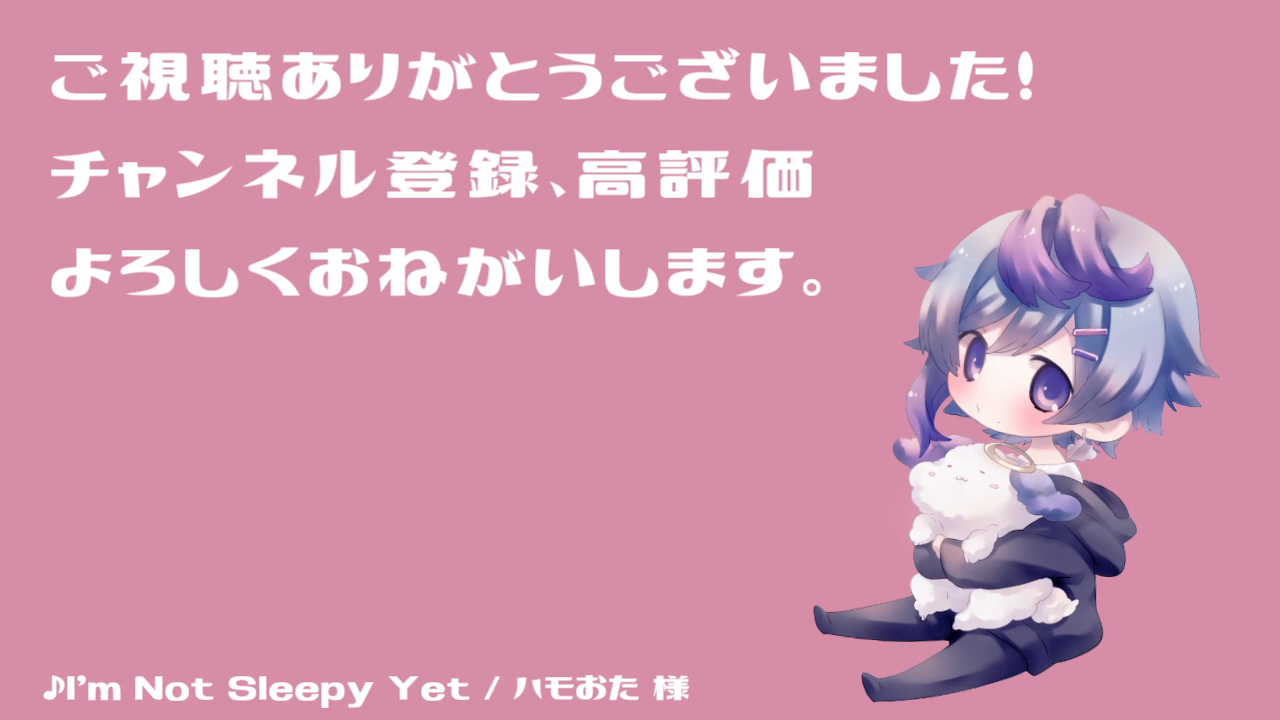 ご視聴ありがとうございました!
チャンネル登録、高評価
よろしくおねがいします。
♪I'm Not Sleepy Yet / ハモおた 様